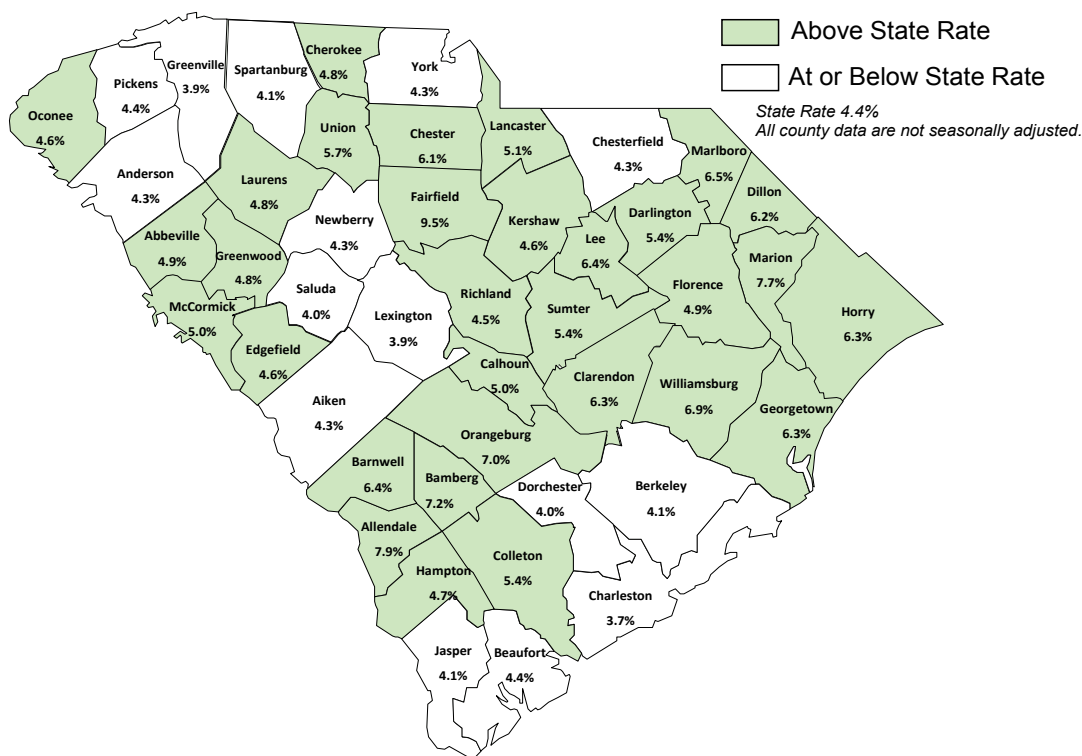 Above State Rate
At or Below State Rate
State Rate 4.4%
All county data are not seasonally adjusted.
Cherokee
4.8%
York
4.3%
Greenville
3.9%
Spartanburg
4.1%
Pickens
4.4%
Oconee
4.6%
Union
5.7%
Chester
6.1%
Lancaster
5.1%
Chesterfield
4.3%
Marlboro
6.5%
Dillon
6.2%
Anderson
4.3%
Laurens
4.8%
Newberry
4.3%
Fairfield
9.5%
Kershaw
4.6%
Darlington
5.4%
Lee
6.4%
Abbeville
4.9%
Greenwood
4.8%
Marion
7.7%
Florence
4.9%
Saluda
4.0%
Richland
4.5%
McCormick
5.0%
Lexington
3.9%
Sumter
5.4%
Horry
6.3%
Edgefield
4.6%
Calhoun
5.0%
Clarendon
6.3%
Williamsburg
6.9%
Georgetown
6.3%
Aiken
4.3%
Orangeburg
7.0%
Barnwell
6.4%
Bamberg
7.2%
Dorchester
4.0%
Berkeley
4.1%
Allendale
7.9%
Colleton
5.4%
Hampton
4.7%
Charleston
3.7%
Jasper
4.1%
Beaufort
4.4%